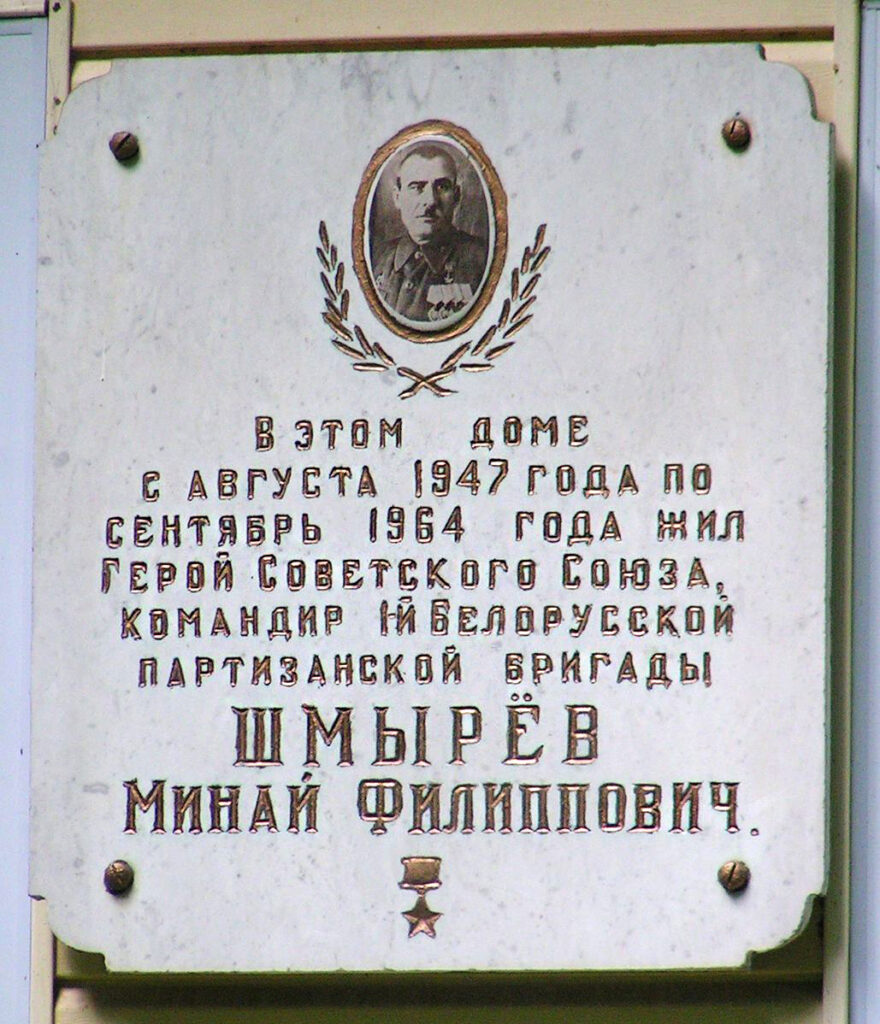 В ЭТОМ ДОМЕ
С АВГУСТА 1947 ГОДА ПО
СЕНТЯБРЬ 1964 ГОДА ЖИЛ
ГЕРОЙ СОВЕТСКОГО СОЮЗА,
КОМАНДИР 1-Й БЕЛОРУССКОЙ
ПАРТИЗАНСКОЙ БРИГАДЫ
ШМЫРЁВ
МИНАЙ ФИЛИППОВИЧ.